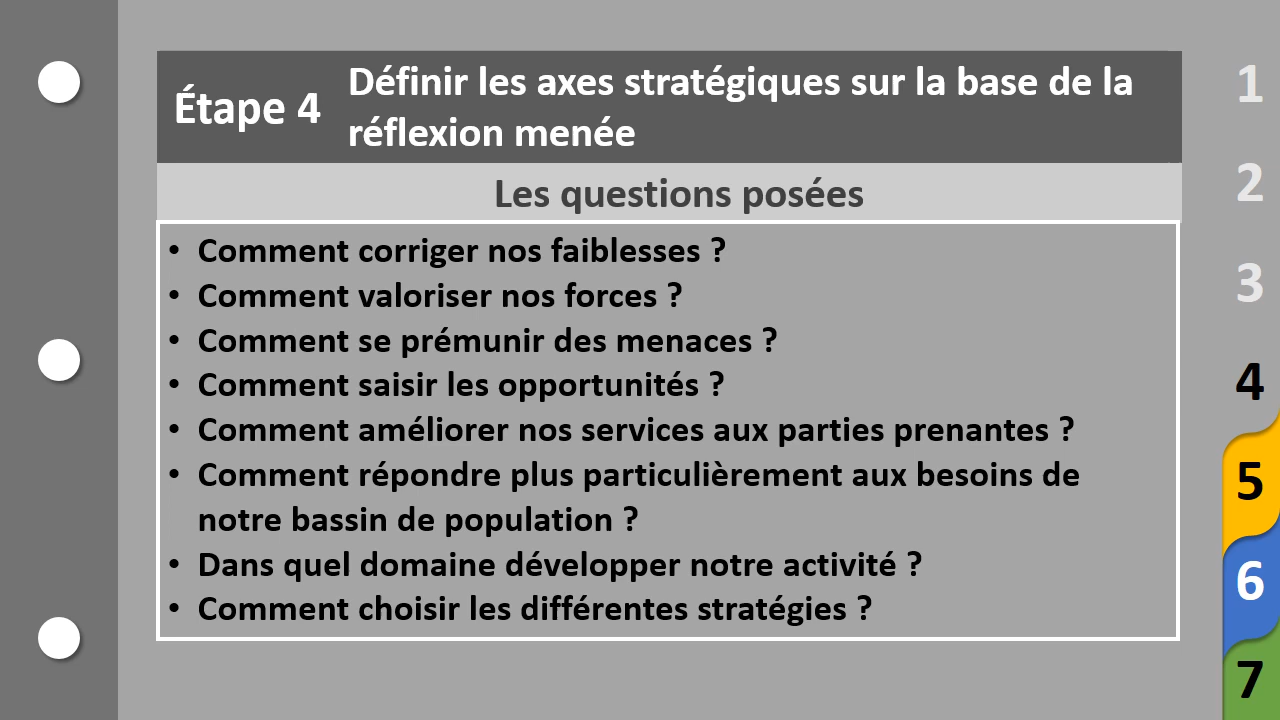 Étape 4
Définir les axes stratégiques sur la base de la
réflexion menée
Les questions posées
• Comment corriger nos faiblesses ?
• Comment valoriser nos forces ?
• Comment se prémunir des menaces ?
• Comment saisir les opportunités ?
• Comment améliorer nos services aux parties prenantes ?
• Comment répondre plus particulièrement aux besoins de
notre bassin de population ?
• Dans quel domaine développer notre activité ?
• Comment choisir les différentes stratégies ?
1
2
3
4
5
6
7